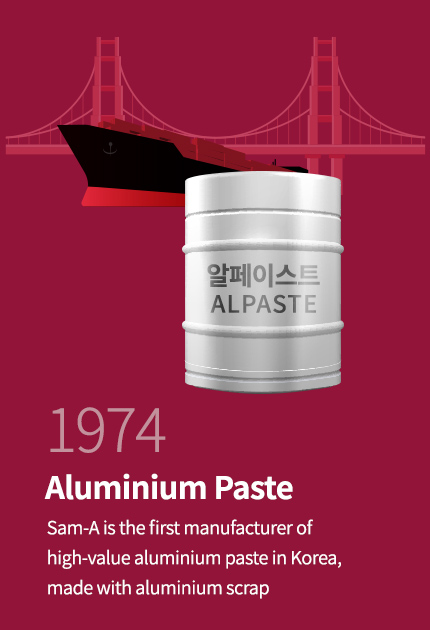 알페이스트
ALPASTE
1974
Aluminium Paste
Sam-A is the first manufacturer of
high-value aluminium paste in Korea,
made with aluminium scrap